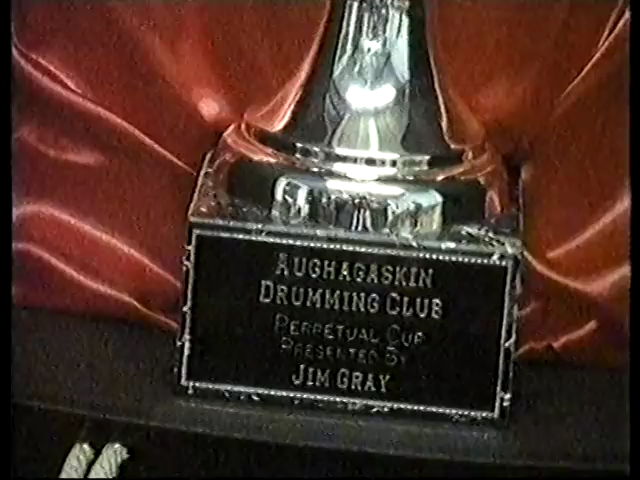 AUGHAGASKIN
DRUMMING CLUB
PERPETUAL CUP
PRESENTED BY
JIM GRAY